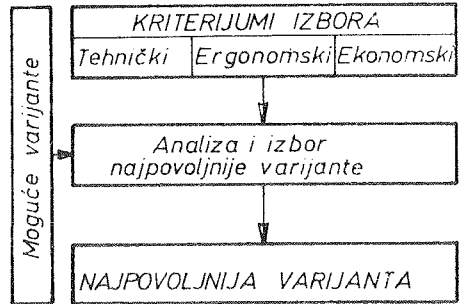 KRITERIJUMI IZBORA
Tehnički Ergonomski Ekonomski
Moguće varijante
Analiza i izbor
najpovoljnije varijante
NAJPOVOLJNIJA VARIJANTA